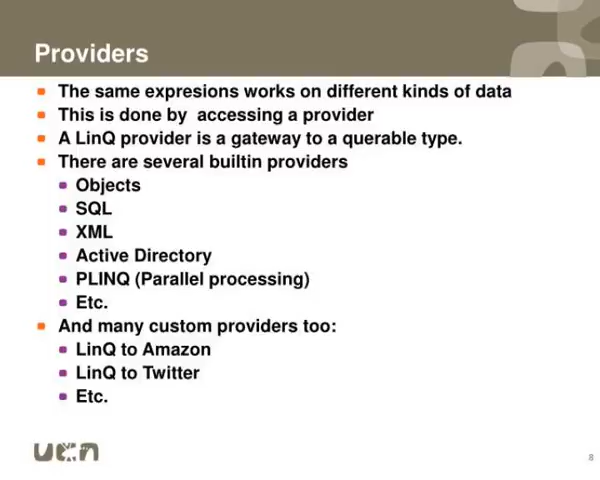 Providers
The same expresions works on different kinds of data
This is done by  accessing a provider
A LinQ provider is a gateway to a querable type.
There are several builtin providers
Objects
SQL
XML
Active Directory
PLINQ (Parallel processing)
Etc.
And many custom providers too:
LinQ to Amazon
LinQ to Twitter
Etc.
ucn
8